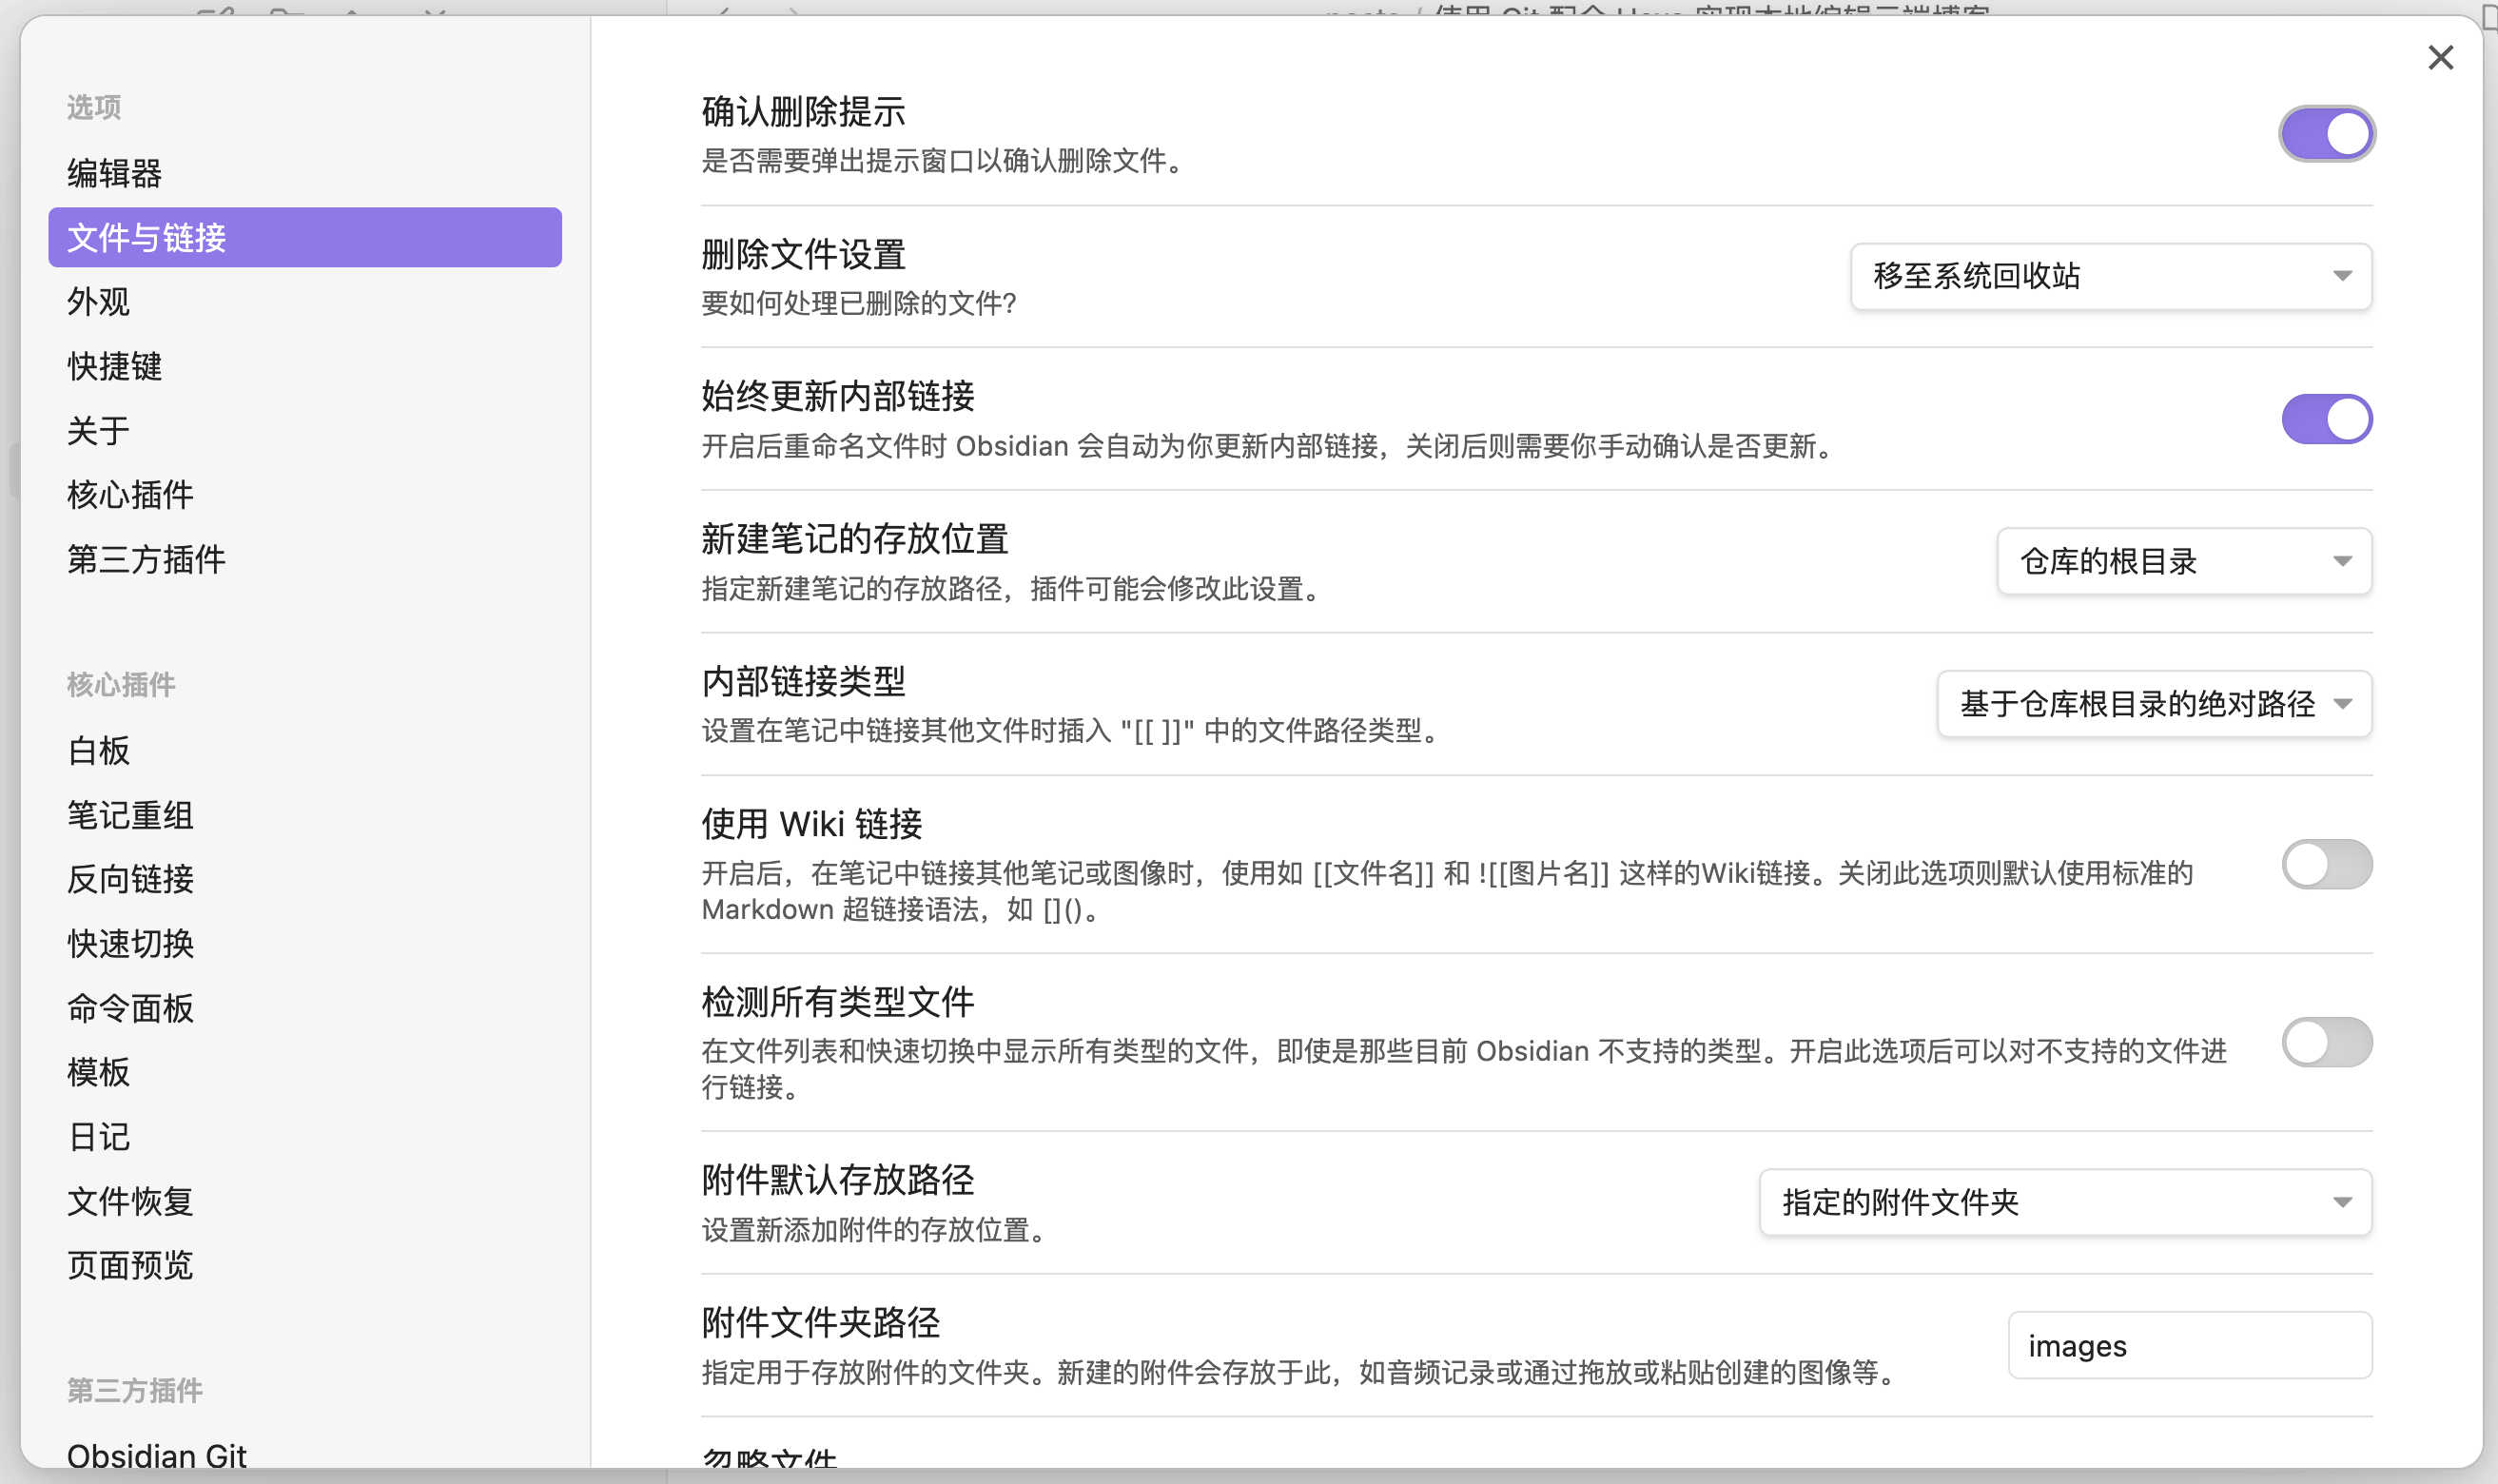 选项
编辑器
文件与链接
外观
快捷键
关于
核心插件
第三方插件
核心插件
白板
笔记重组
反向链接
快速切换
命令面板
模板
日记
文件恢复
页面预览
第三方插件
Obsidian Git
确认删除提示
是否需要弹出提示窗口以确认删除文件。
删除文件设置
要如何处理已删除的文件?
移至系统回收站
始终更新内部链接
开启后重命名文件时 Obsidian 会自动为你更新内部链接，关闭后则需要你手动确认是否更新。
新建笔记的存放位置
指定新建笔记的存放路径，插件可能会修改此设置。
仓库的根目录
内部链接类型
设置在笔记中链接其他文件时插入 "[[ ]]" 中的文件路径类型。
基于仓库根目录的绝对路径
使用 Wiki 链接
开启后，在笔记中链接其他笔记或图像时，使用如 [[文件名]] 和 ![[图片名]] 这样的Wiki链接。关闭此选项则默认使用标准的
Markdown 超链接语法，如 []()。
检测所有类型文件
在文件列表和快速切换中显示所有类型的文件，即使是那些目前 Obsidian 不支持的类型。开启此选项后可以对不支持的文件进
行链接。
附件默认存放路径
设置新添加附件的存放位置。
指定的附件文件夹
附件文件夹路径
指定用于存放附件的文件夹。新建的附件会存放于此，如音频记录或通过拖放或粘贴创建的图像等。
images
忽略文件